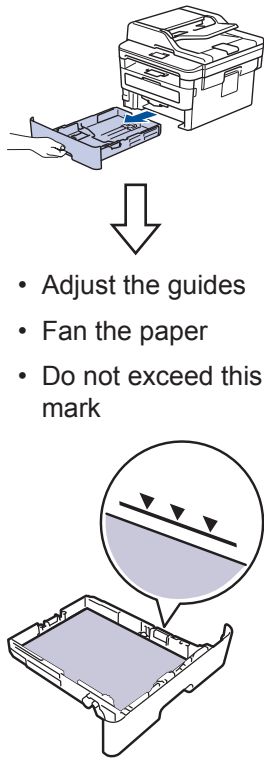 • Adjust the guides
• Fan the paper
• Do not exceed this
mark